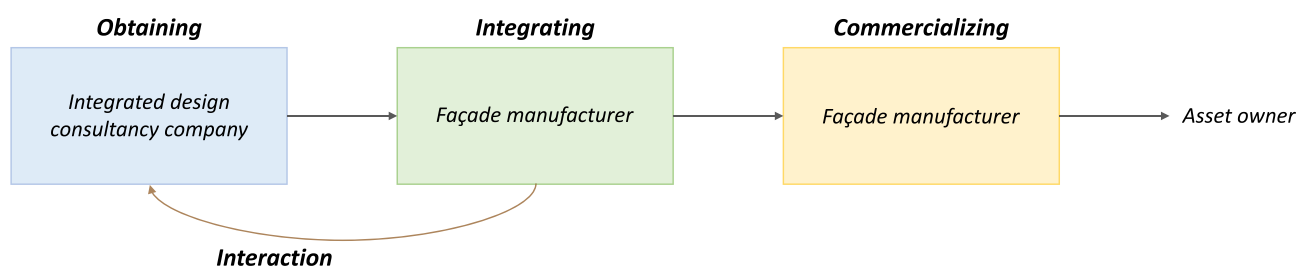 Obtaining
Integrating
Commercializing
Integrated design
consultancy company
Façade manufacturer
Façade manufacturer
Asset owner
Interaction